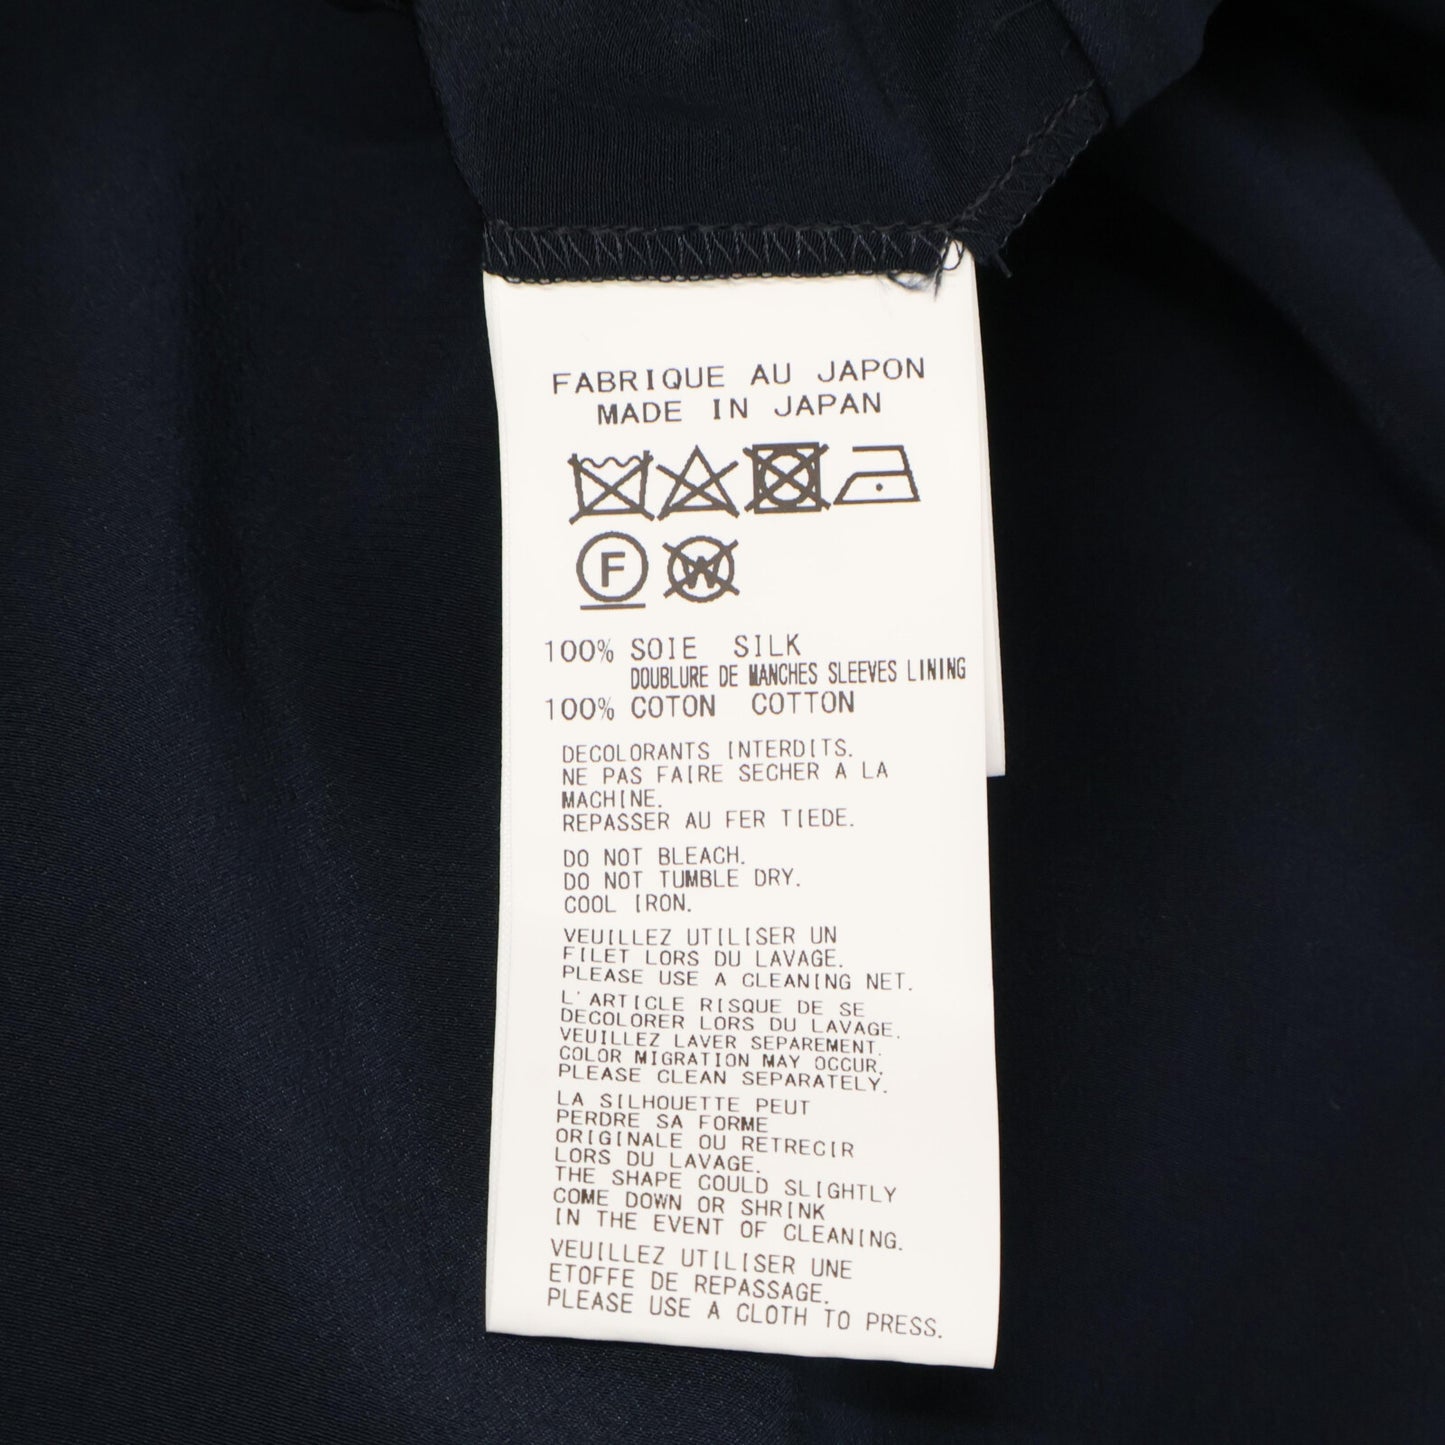 FABRIQUE AU JAPON
MADE IN JAPAN
F W
100% SOIE SILK
DOUBLURE DE MANCHES SLEEVES LINING
100% COTON COTTON
DECOLORANTS INTERDITS.
NE PAS FAIRE SECHER A LA
MACHINE.
REPASSER AU FER TIEDE.
DO NOT BLEACH.
DO NOT TUMBLE DRY.
COOL IRON.
VEUILLEZ UTILISER UN
FILET LORS DU LAVAGE.
PLEASE USE A CLEANING NET.
L'ARTICLE RISQUE DE SE
DECOLORER LORS DU LAVAGE.
VEUILLEZ LAVER SEPAREMENT.
COLOR MIGRATION MAY OCCUR.
PLEASE CLEAN SEPARATELY.
LA SILHOUETTE PEUT
PERDRE SA FORME
ORIGINALE OU RETRECIR
LORS DU LAVAGE.
THE SHAPE COULD SLIGHTLY
COME DOWN OR SHRINK
IN THE EVENT OF CLEANING.
VEUILLEZ UTILISER UNE
ETOFFE DE REPASSAGE.
PLEASE USE A CLOTH TO PRESS.